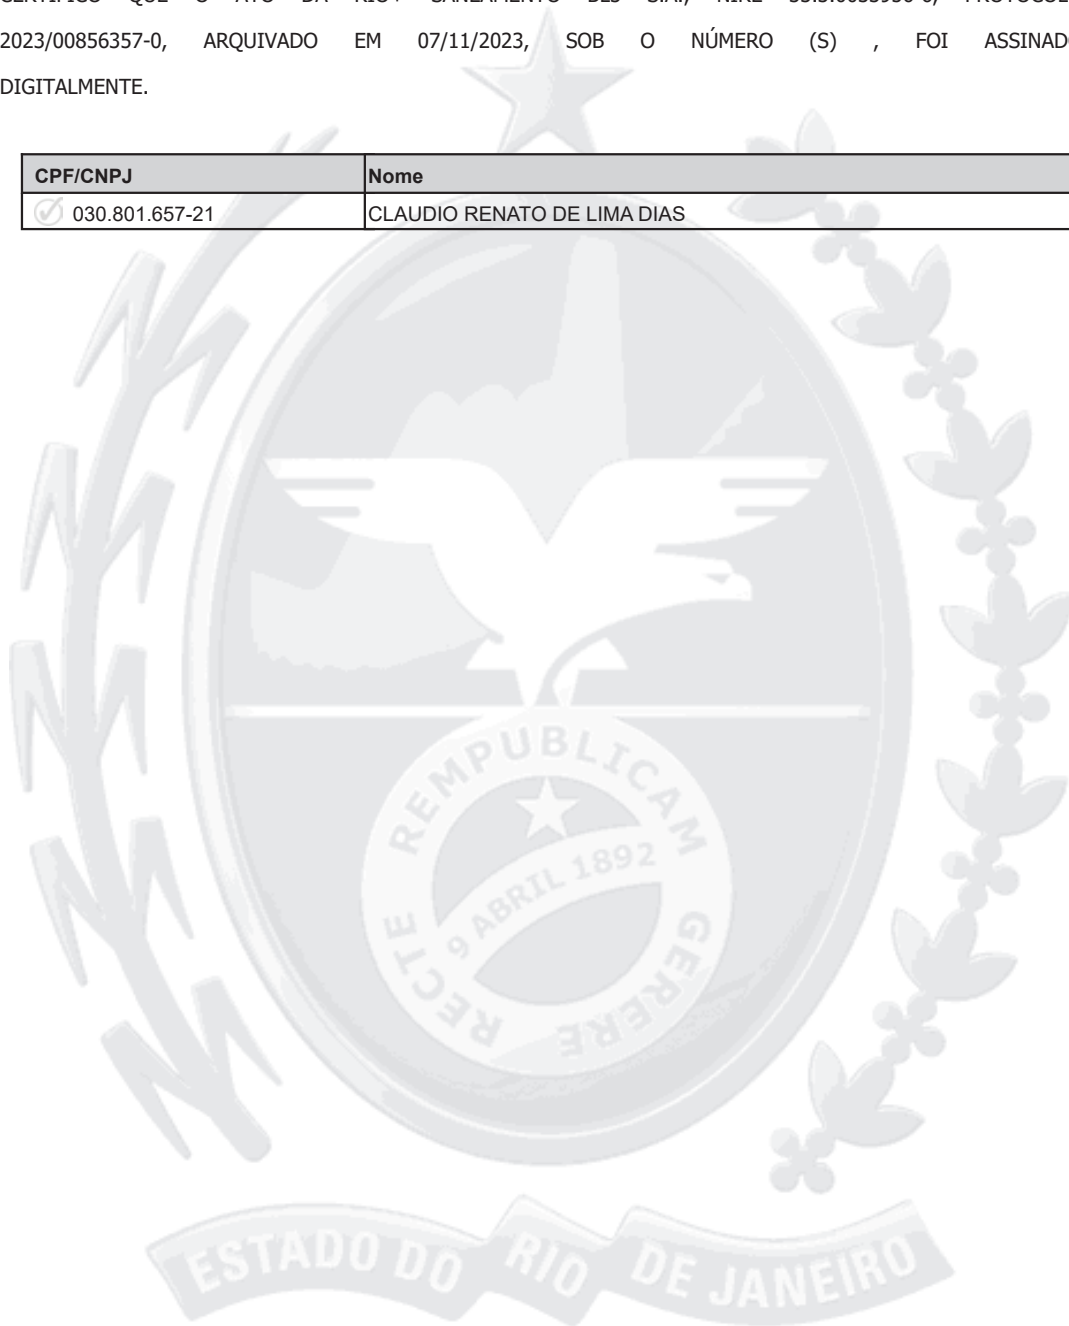 2023/00856357-0, ARQUIVADO EM 07/11/2023, SOB O NÚMERO (S) , FOI ASSINADO
DIGITALMENTE.
CPF/CNPJ Nome
030.801.657-21 CLAUDIO RENATO DE LIMA DIAS
REMPUBLICAM
9 ABRIL 1892
RECTE GERERE
ESTADO DO RIO DE JANEIRO